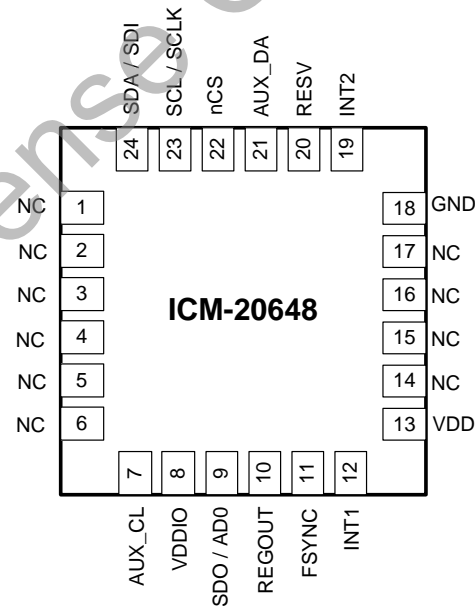 SDA / SDI
SCL / SCLK
nCS
AUX_DA
RESV
INT2
24
23
22
21
20
19
NC 1
18 GND
NC 2
17 NC
NC 3
16 NC
ICM-20648
NC 4
15 NC
NC 5
14 NC
NC 6
13 VDD
7
8
9
10
11
12
AUX_CL
VDDIO
SDO / AD0
REGOUT
FSYNC
INT1